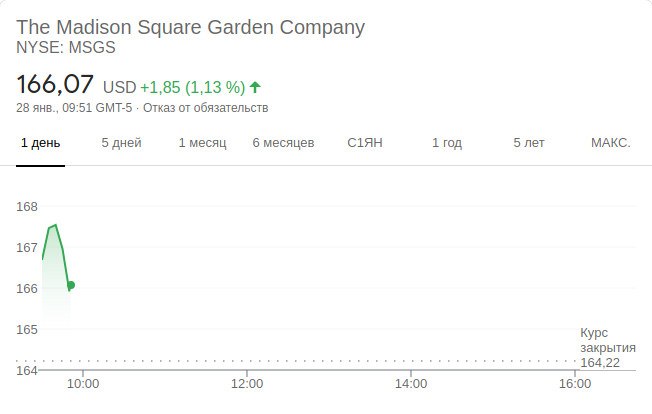 The Madison Square Garden Company
NYSE: MSGS
166,07 USD +1,85 (1,13 %)
28 янв., 09:51 GMT-5 · Отказ от обязательств
1 день 5 дней 1 месяц 6 месяцев С1ЯН 1 год 5 лет МАКС.
168
167
166
165
Курс
закрытия
164,22
164
10:00 12:00 14:00 16:00